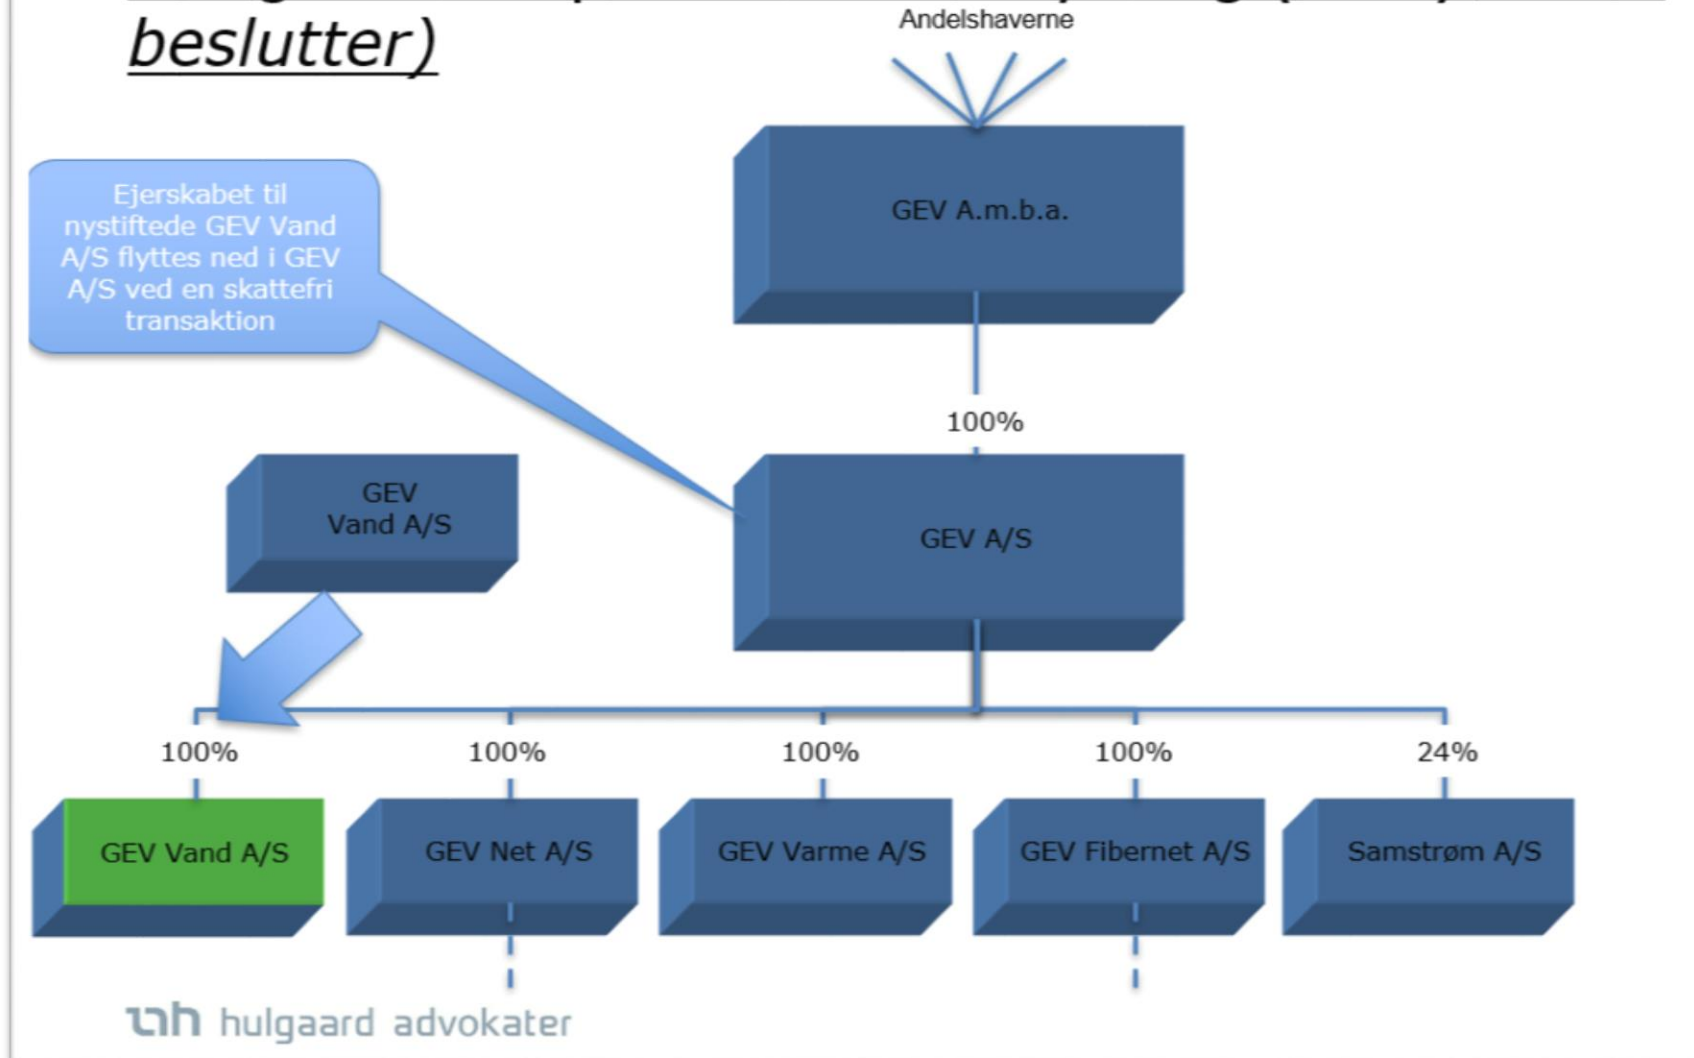 beslutter)
Andelshaverne
Ejerskabet til
nystiftede GEV Vand
A/S flyttes ned i GEV
A/S ved en skattefri
transaktion
GEV A.m.b.a.
100%
GEV
Vand A/S
GEV A/S
100%
100%
100%
100%
24%
GEV Vand A/S
GEV Net A/S
GEV Varme A/S
GEV Fibernet A/S
Samstrøm A/S
hulgaard advokater